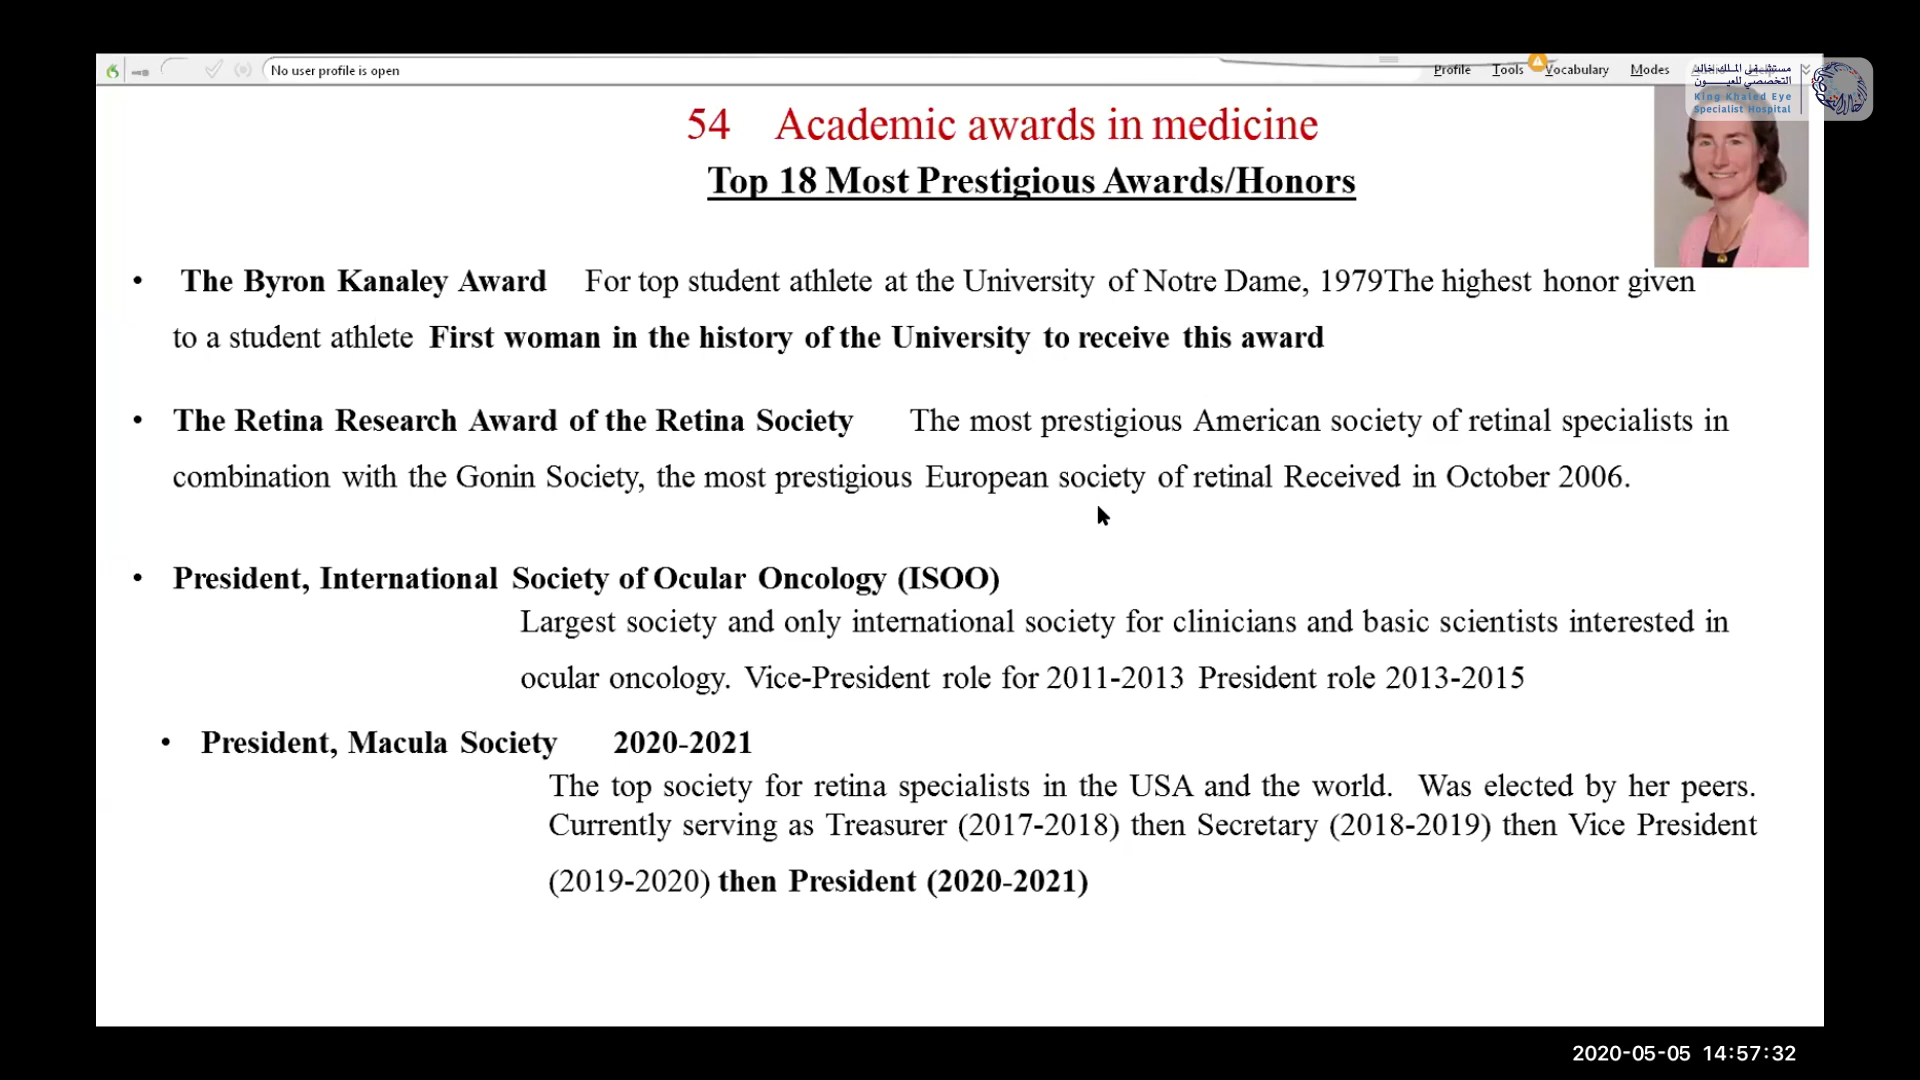 No user profile is open
Profile Tools Vocabulary Modes
مستشفى الملك خالد
التخصصي للعيون
King Khaled Eye
Specialist Hospital
54 Academic awards in medicine
Top 18 Most Prestigious Awards/Honors
• The Byron Kanaley Award For top student athlete at the University of Notre Dame, 1979The highest honor given
to a student athlete First woman in the history of the University to receive this award
• The Retina Research Award of the Retina Society The most prestigious American society of retinal specialists in
combination with the Gonin Society, the most prestigious European society of retinal Received in October 2006.
• President, International Society of Ocular Oncology (ISOO)
Largest society and only international society for clinicians and basic scientists interested in
ocular oncology. Vice-President role for 2011-2013 President role 2013-2015
• President, Macula Society 2020-2021
The top society for retina specialists in the USA and the world. Was elected by her peers.
Currently serving as Treasurer (2017-2018) then Secretary (2018-2019) then Vice President
(2019-2020) then President (2020-2021)
2020-05-05 14:57:32